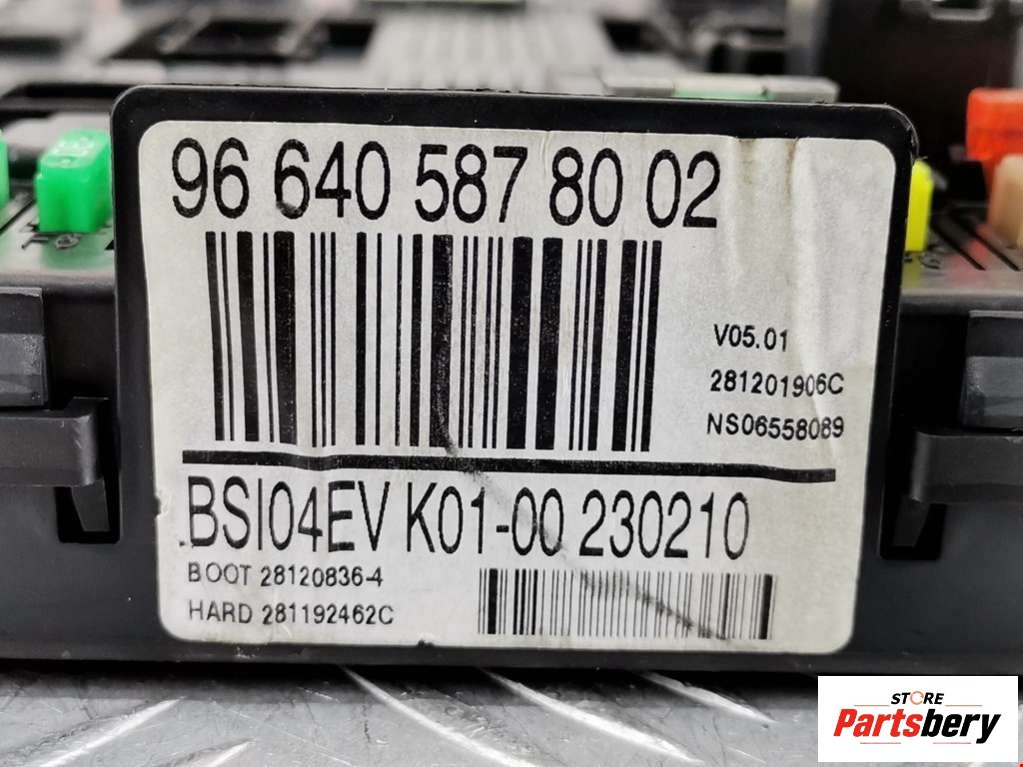 96 640 587 80 02
V05.01
281201906C
NS06558089
BSI04EV K01-00 230210
BOOT 28120836-4
HARD 281192462C
STORE
Partsbery